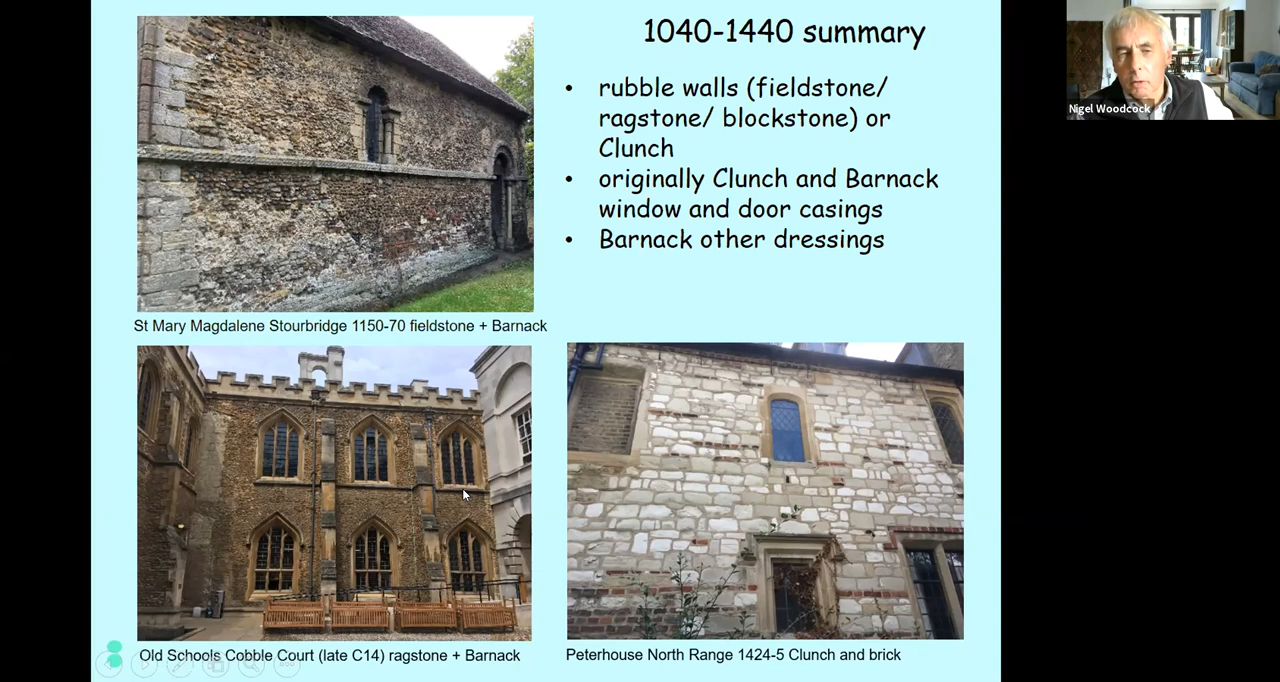 1040-1440 summary
• rubble walls (fieldstone/
ragstone/ blockstone) or
Clunch
• originally Clunch and Barnack
window and door casings
• Barnack other dressings
St Mary Magdalene Stourbridge 1150-70 fieldstone + Barnack
Old Schools Cobble Court (late C14) ragstone + Barnack
Peterhouse North Range 1424-5 Clunch and brick
Nigel Woodcock